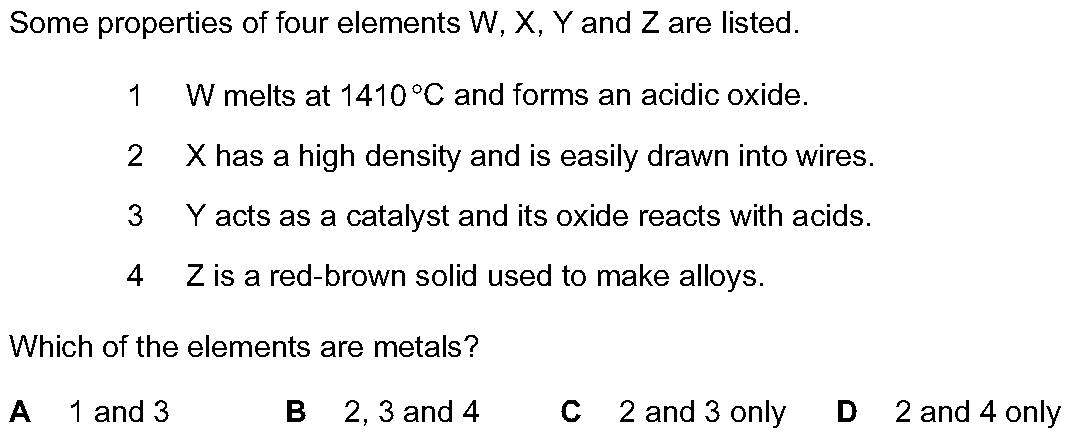 Some properties of four elements W, X, Y and Z are listed.
1 W melts at 1410 °C and forms an acidic oxide.
2 X has a high density and is easily drawn into wires.
3 Y acts as a catalyst and its oxide reacts with acids.
4 Z is a red-brown solid used to make alloys.
Which of the elements are metals?
A 1 and 3 B 2, 3 and 4 C 2 and 3 only D 2 and 4 only